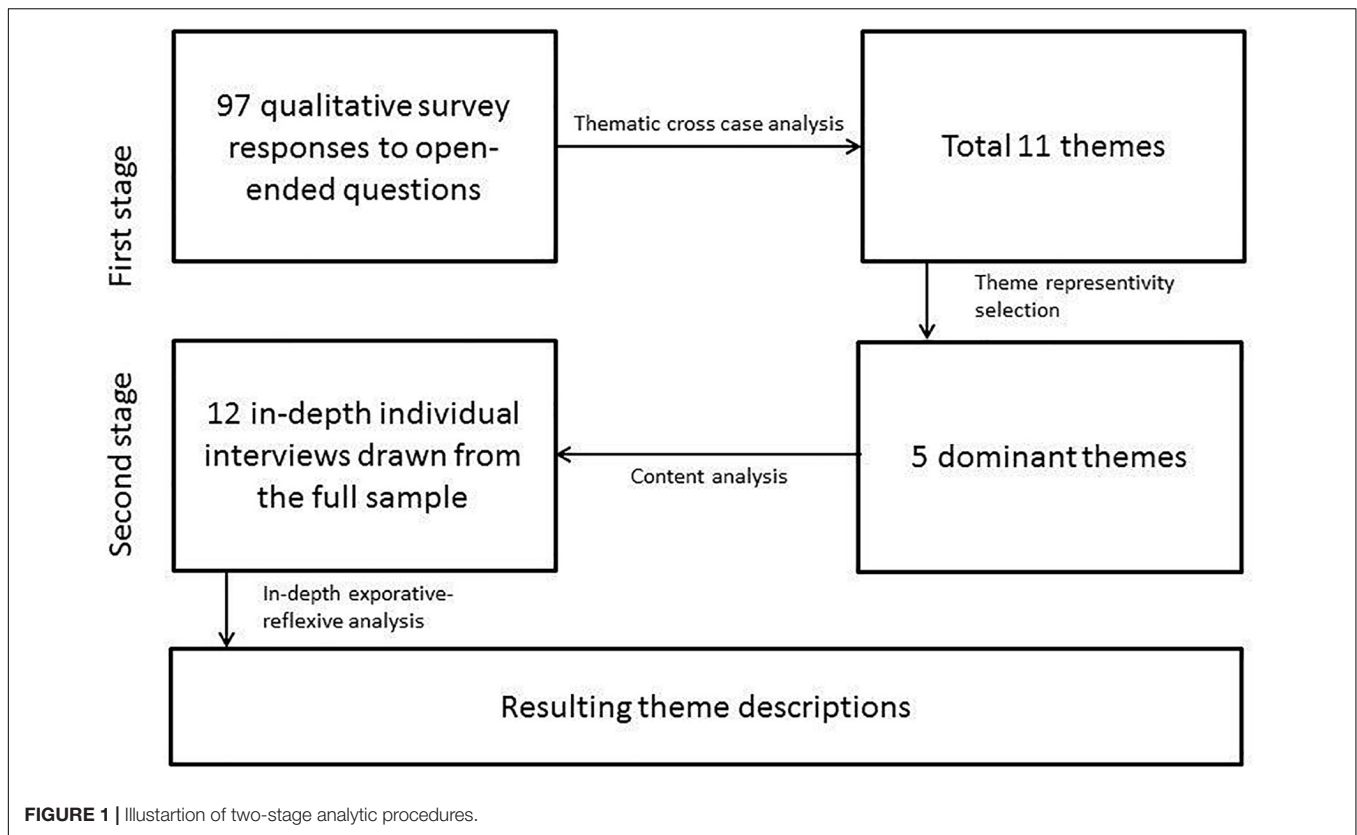 First stage
97 qualitative survey
responses to open-
ended questions
Thematic cross case analysis
Total 11 themes
Theme representivity
selection
Second stage
12 in-depth individual
interviews drawn from
the full sample
Content analysis
5 dominant themes
In-depth exporative-
reflexive analysis
Resulting theme descriptions
FIGURE 1 | Illustartion of two-stage analytic procedures.